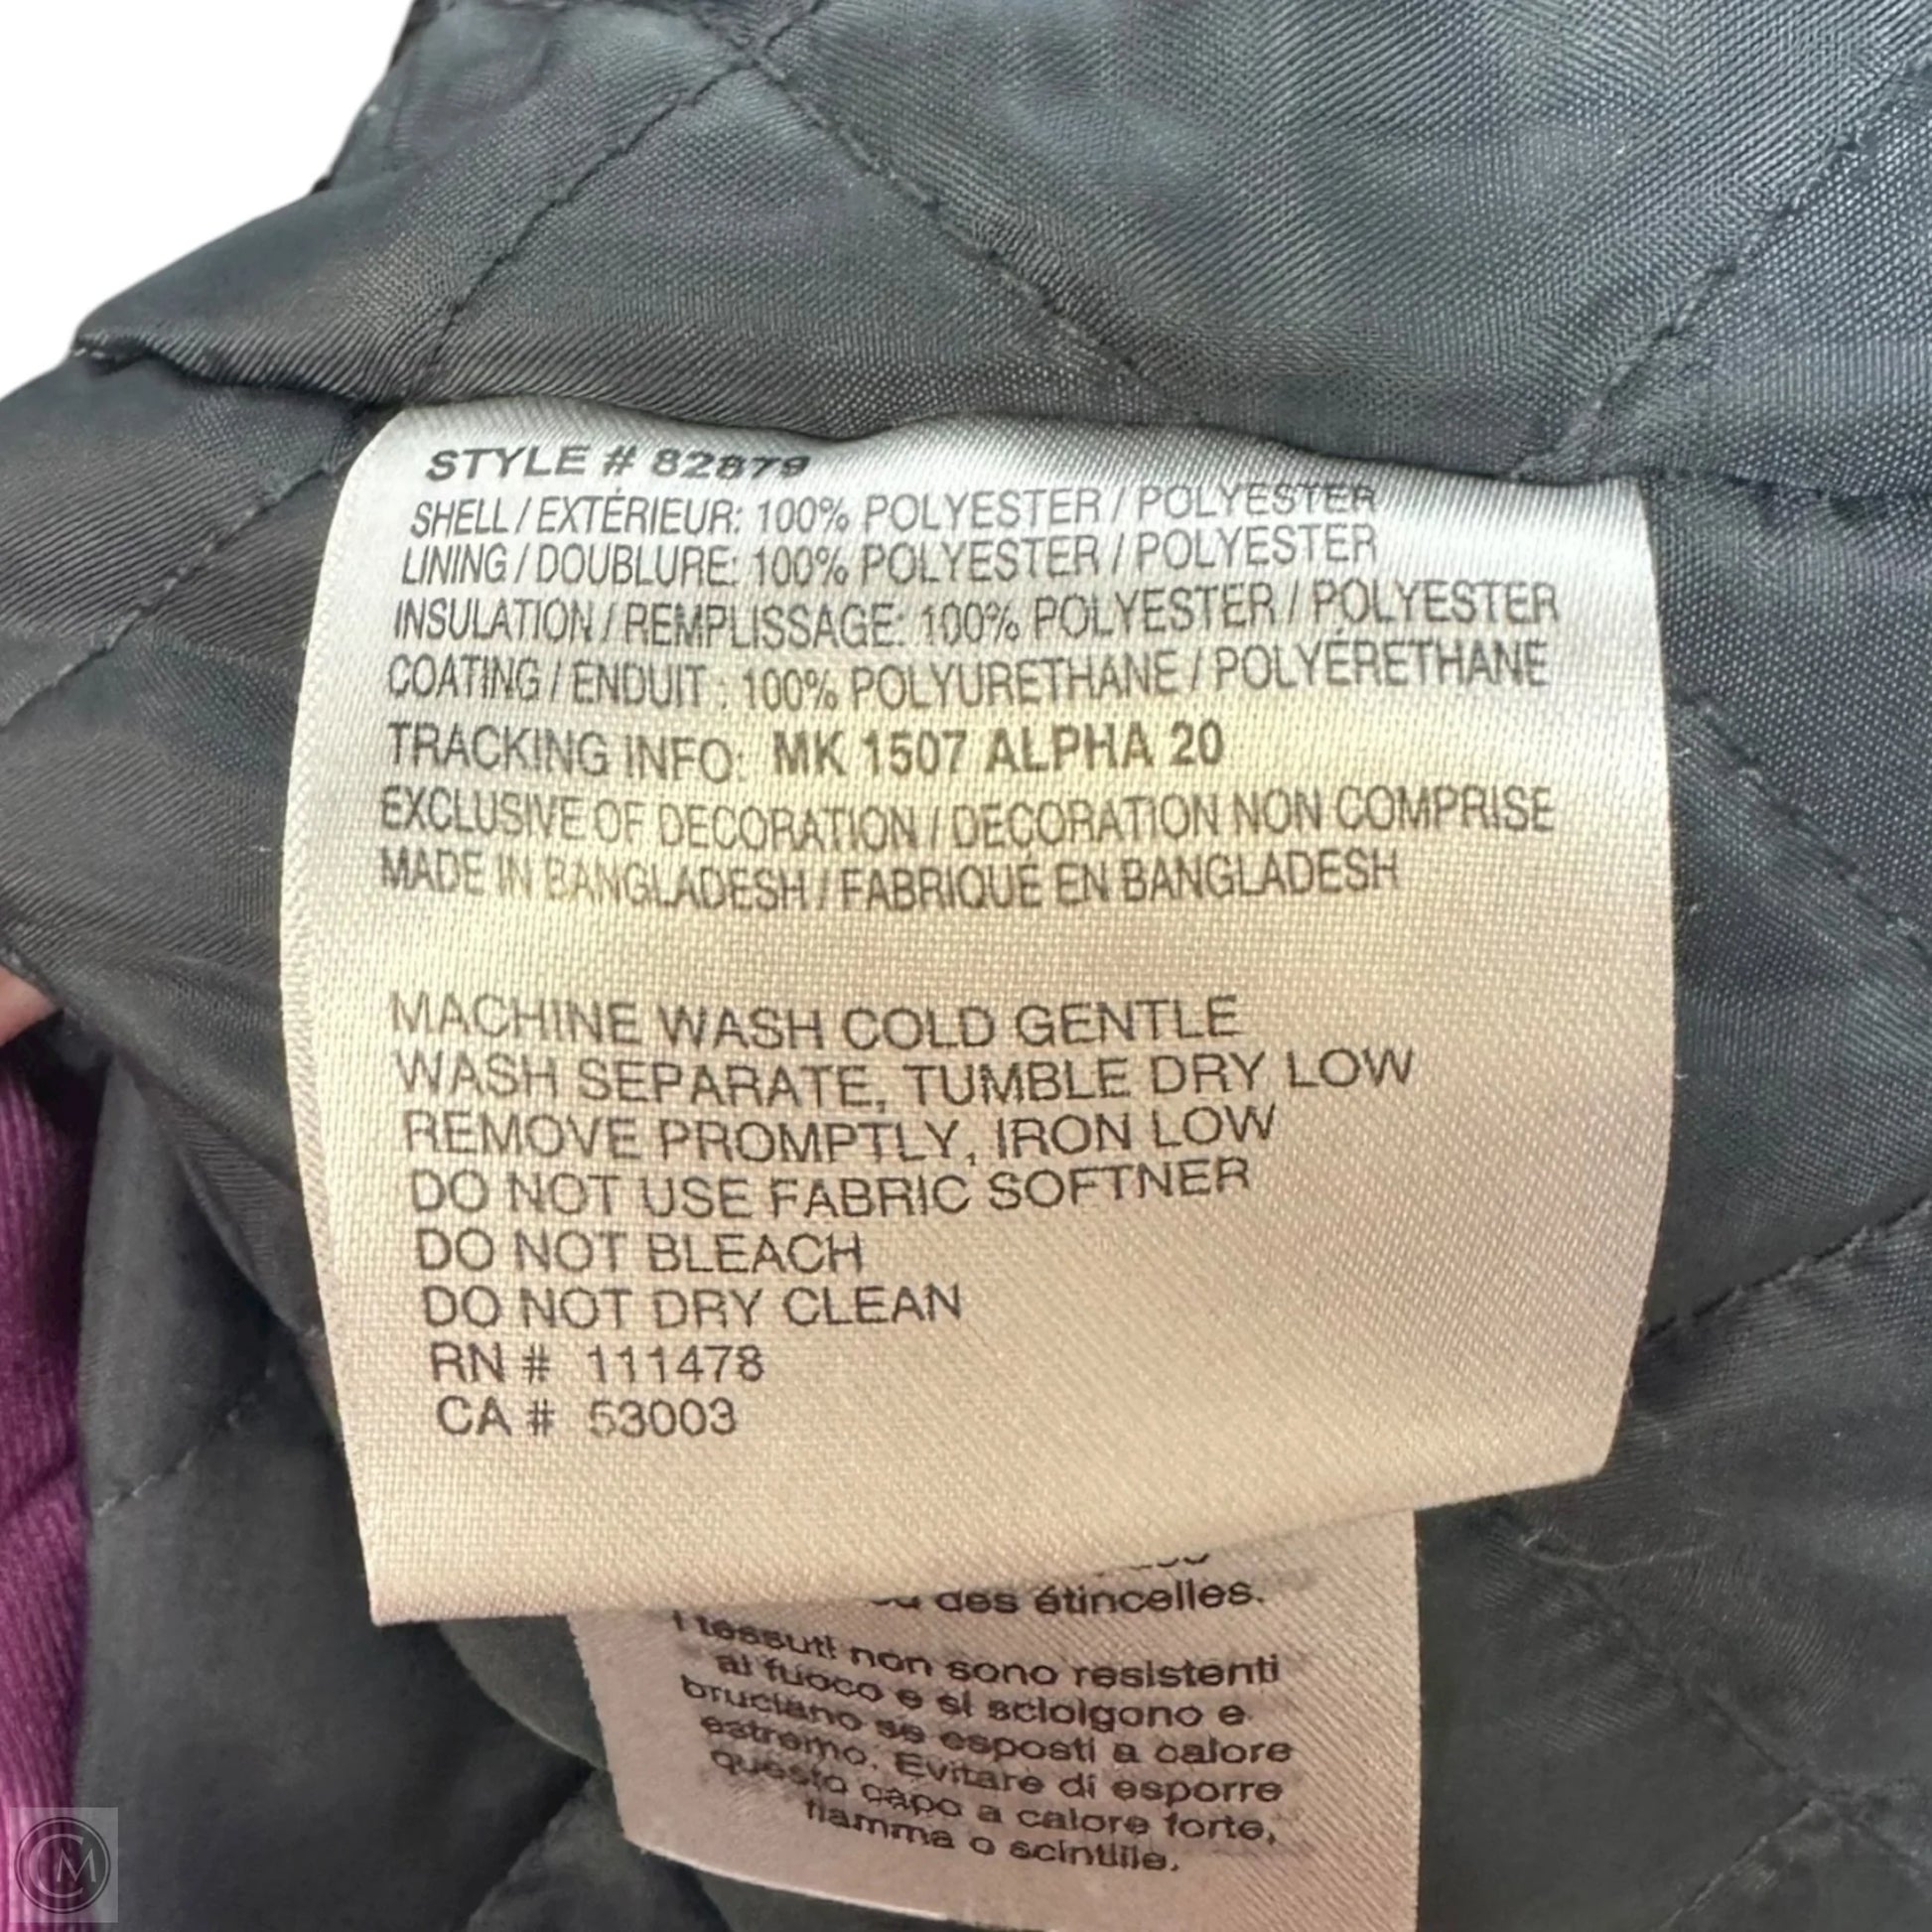 STYLE # 82879
SHELL / EXTÉRIEUR: 100% POLYESTER / POLYESTER
LINING / DOUBLURE: 100% POLYESTER / POLYESTER
INSULATION / REMPLISSAGE: 100% POLYESTER / POLYESTER
COATING / ENDUIT : 100% POLYURETHANE / POLYÉRETHANE
TRACKING INFO: MK 1507 ALPHA 20
EXCLUSIVE OF DECORATION / DECORATION NON COMPRISE
MADE IN BANGLADESH / FABRIQUÉ EN BANGLADESH
MACHINE WASH COLD GENTLE
WASH SEPARATE, TUMBLE DRY LOW
REMOVE PROMPTLY, IRON LOW
DO NOT USE FABRIC SOFTNER
DO NOT BLEACH
DO NOT DRY CLEAN
RN # 111478
CA # 53003
des étincelles.
I tessuti non sono resistenti
al fuoco e si sciolgono e
bruciano se esposti a calore
estremo. Evitare di esporre
questo capo a calore forte,
fiamma o scintille.
CM